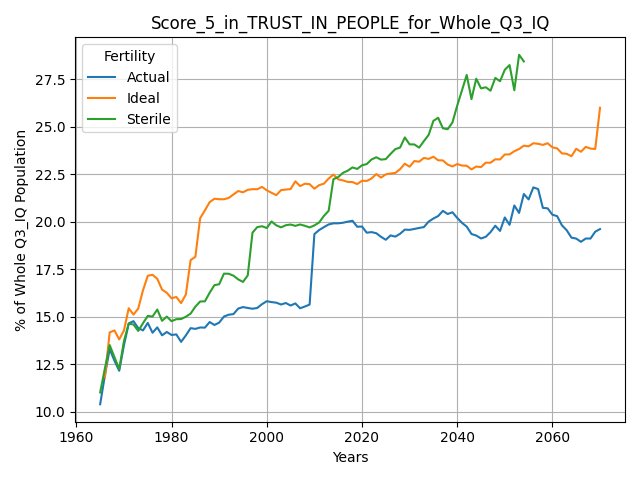 Score_5_in_TRUST_IN_PEOPLE_for_Whole_Q3_IQ
Fertility
Actual
Ideal
Sterile
% of Whole Q3_IQ Population
27.5
25.0
22.5
20.0
17.5
15.0
12.5
10.0
1960 1980 2000 2020 2040 2060
Years